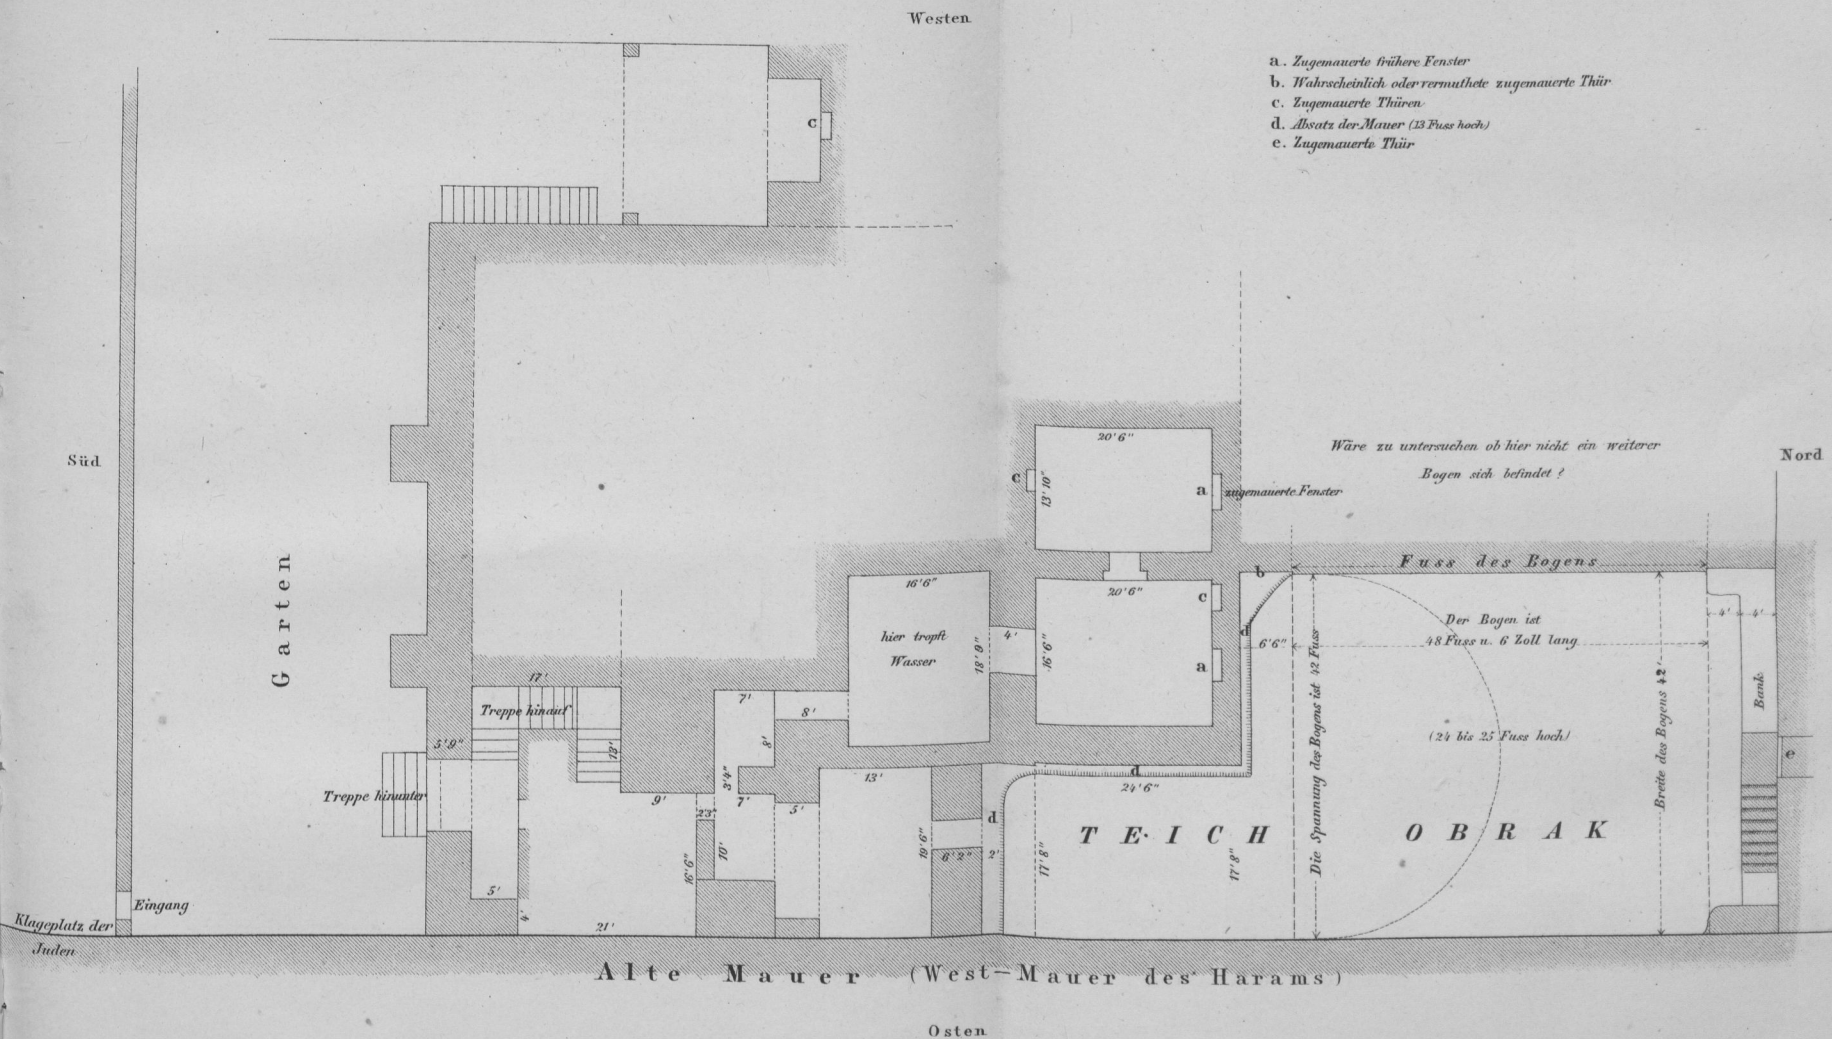 Westen
a. Zugemauerte frühere Fenster
b. Wahrscheinlich oder vermuthete zugemauerte Thür
c. Zugemauerte Thüren
d. Absatz der Mauer (13 Fuss hoch)
e. Zugemauerte Thür
c
Süd
Nord
Garten
20'6"
13'10"
c
a
zugemauerte Fenster
Wäre zu untersuchen ob hier nicht ein weiterer
Bogen sich befindet?
Fuss des Bogens
b
16'6"
hier tropft
Wasser
18'9"
4'
20'6"
16'6"
c
a
d
6'6"
Der Bogen ist
48 Fuss u. 6 Zoll lang
(24 bis 25 Fuss hoch)
Die Spannung des Bogens ist 42 Fuss
Breite des Bogens 42'
4'
4'
Bank
e
17'
Treppe hinauf
13'
5'9"
Treppe hinunter
7'
8'
8'
3'4"
7'
9'
23"
5'
13'
10'
16'6"
19'6"
6'2"
d
2'
d
24'6"
17'8"
17'8"
TEICH OBRAK
5'
4'
21'
Eingang
Klageplatz der
Juden
Alte Mauer (West-Mauer des Harams)
Osten